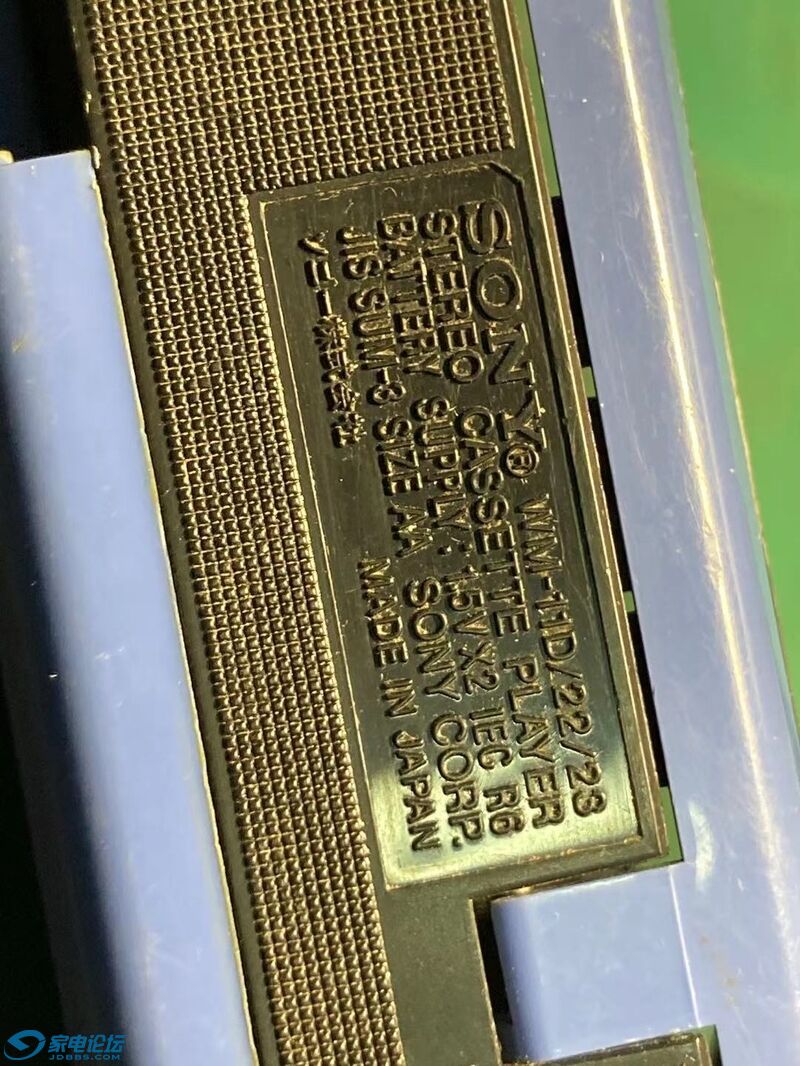 SONY® WM-11D/22/23
STEREO CASSETTE PLAYER
BATTERY SUPPLY: 1.5V X2 IEC R6
JIS SUM-3 SIZE AA SONY CORP.
ソニー株式会社 MADE IN JAPAN
家电论坛
JDBBS.COM